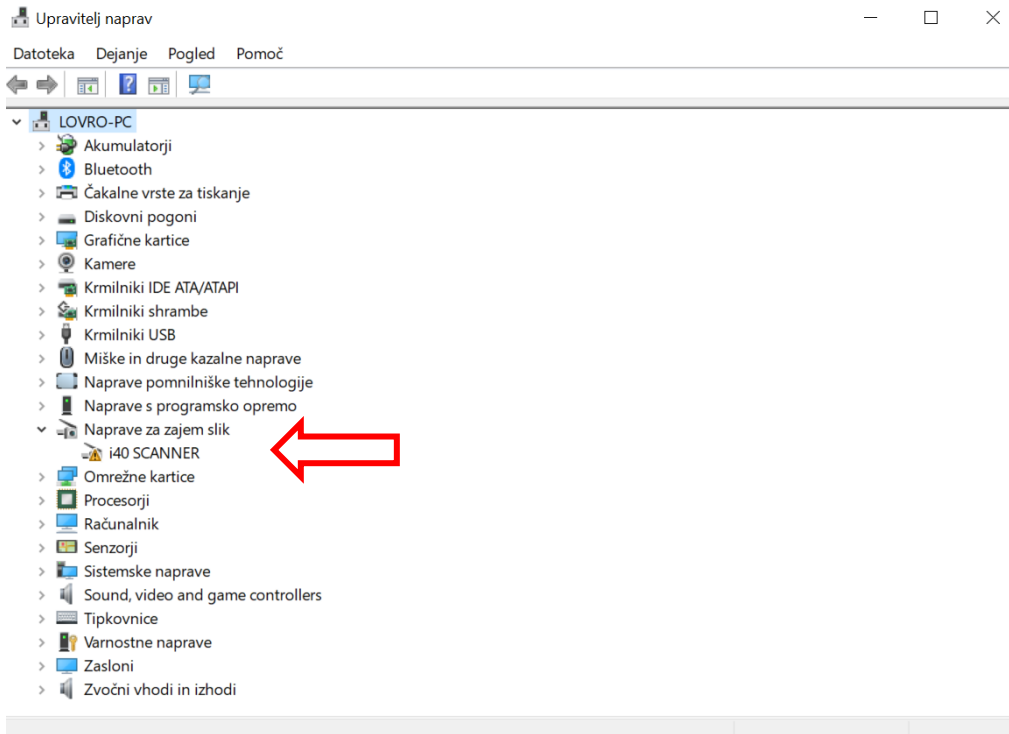 Upravitelj naprav
Datoteka Dejanje Pogled Pomoč
LOVRO-PC
Akumulatorji
Bluetooth
Čakalne vrste za tiskanje
Diskovni pogoni
Grafične kartice
Kamere
Krmilniki IDE ATA/ATAPI
Krmilniki shrambe
Krmilniki USB
Miške in druge kazalne naprave
Naprave pomnilniške tehnologije
Naprave s programsko opremo
Naprave za zajem slik
i40 SCANNER
Omrežne kartice
Procesorji
Računalnik
Senzorji
Sistemske naprave
Sound, video and game controllers
Tipkovnice
Varnostne naprave
Zasloni
Zvočni vhodi in izhodi